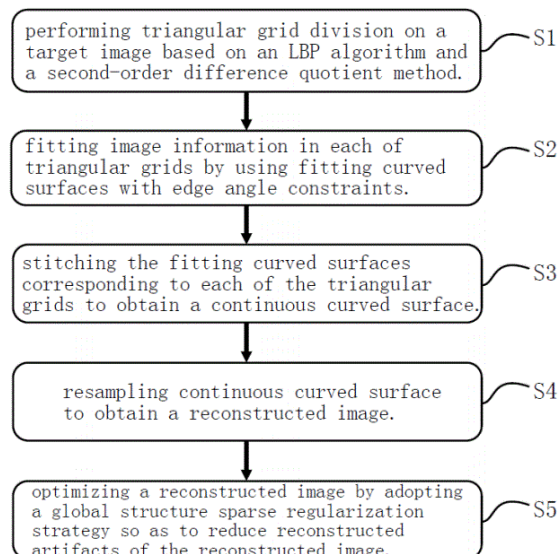 performing triangular grid division on a
target image based on an LBP algorithm and
a second-order difference quotient method.
S1
fitting image information in each of
triangular grids by using fitting curved
surfaces with edge angle constraints.
S2
stitching the fitting curved surfaces
corresponding to each of the triangular
grids to obtain a continuous curved surface.
S3
resampling continuous curved surface
to obtain a reconstructed image.
S4
optimizing a reconstructed image by adopting
a global structure sparse regularization
strategy so as to reduce reconstructed
artifacts of the reconstructed image.
S5